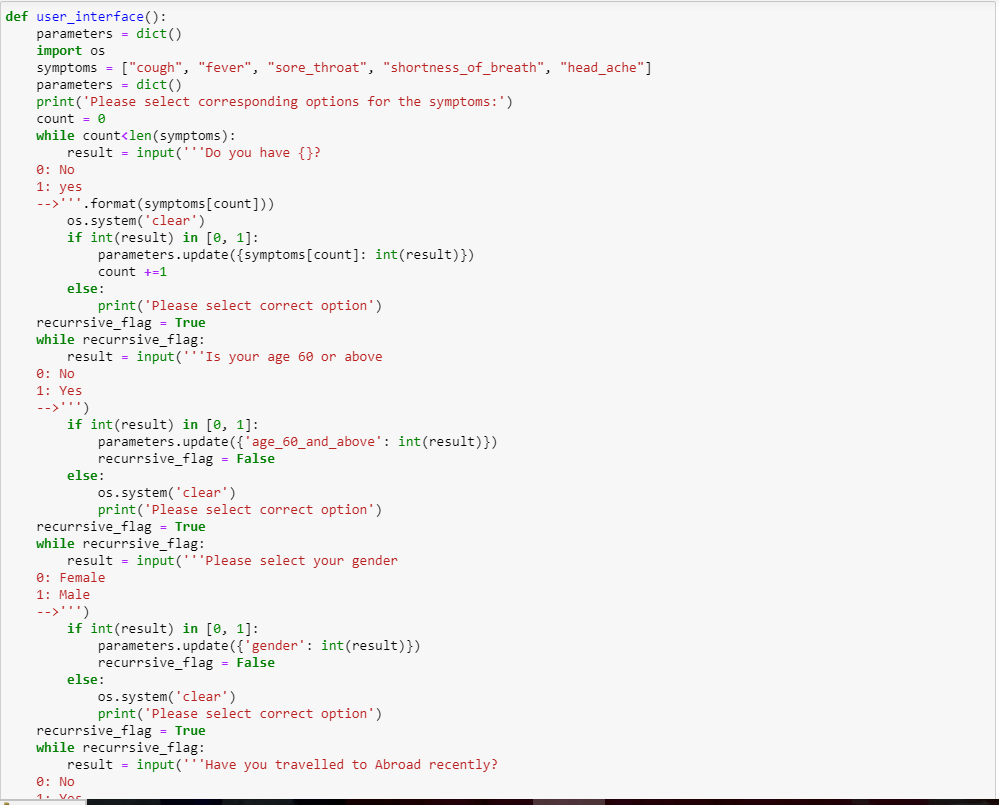 def user_interface():
    parameters = dict()
    import os
    symptoms = ["cough", "fever", "sore_throat", "shortness_of_breath", "head_ache"]
    parameters = dict()
    print('Please select corresponding options for the symptoms:')
    count = 0
    while count<len(symptoms):
        result = input('''Do you have {}?
    0: No
    1: yes
    -->'''.format(symptoms[count]))
        os.system('clear')
        if int(result) in [0, 1]:
            parameters.update({symptoms[count]: int(result)})
            count +=1
        else:
            print('Please select correct option')
    recurrsive_flag = True
    while recurrsive_flag:
        result = input('''Is your age 60 or above
    0: No
    1: Yes
    -->''')
        if int(result) in [0, 1]:
            parameters.update({'age_60_and_above': int(result)})
            recurrsive_flag = False
        else:
            os.system('clear')
            print('Please select correct option')
    recurrsive_flag = True
    while recurrsive_flag:
        result = input('''Please select your gender
    0: Female
    1: Male
    -->''')
        if int(result) in [0, 1]:
            parameters.update({'gender': int(result)})
            recurrsive_flag = False
        else:
            os.system('clear')
            print('Please select correct option')
    recurrsive_flag = True
    while recurrsive_flag:
        result = input('''Have you travelled to Abroad recently?
    0: No
    1: Yes